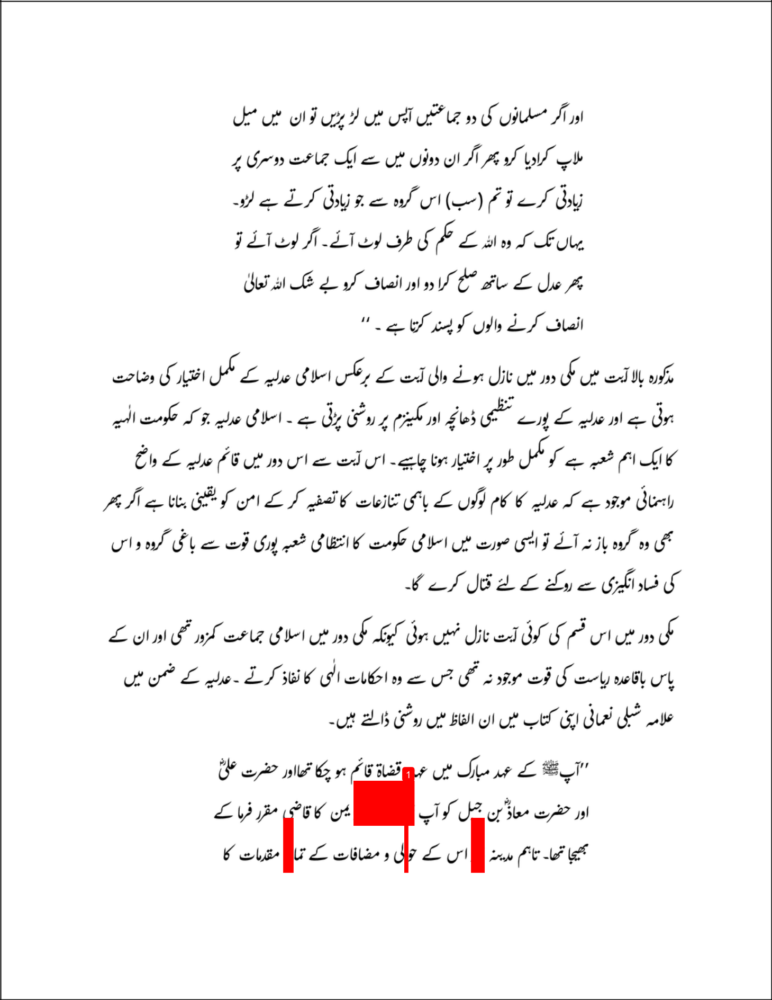 اور اگر مسلمانوں کی دو جماعتیں آپس میں لڑ پڑیں تو ان میں میل
ملاپ کرادیا کرو پھر اگر ان دونوں میں سے ایک جماعت دوسری پر
زیادتی کرے تو تم (سب) اس گروہ سے جو زیادتی کرتے ہے لڑو۔
یہاں تک کہ وہ اللہ کے حکم کی طرف لوٹ آئے۔ اگر لوٹ آئے تو
پھر عدل کے ساتھ صلح کرا دو اور انصاف کرو بے شک اللہ تعالیٰ
انصاف کرنے والوں کو پسند کرتا ہے ۔ ‘‘
مذکورہ بالا آیت میں مکی دور میں نازل ہونے والی آیت کے برعکس اسلامی عدلیہ کے مکمل اختیار کی وضاحت
ہوتی ہے اور عدلیہ کے پورے تنظیمی ڈھانچہ اور مکینزم پر روشنی پڑتی ہے ۔ اسلامی عدلیہ جو کہ حکومت الٰہیہ
کا ایک اہم شعبہ ہے کو مکمل طور پر اختیار ہونا چاہیے۔ اس آیت سے اس دور میں قائم عدلیہ کے واضح
راہنمائی موجود ہے کہ عدلیہ کا کام لوگوں کے باہمی تنازعات کا تصفیہ کر کے امن کو یقینی بنانا ہے اگر پھر
بھی وہ گروہ باز نہ آئے تو ایسی صورت میں اسلامی حکومت کا انتظامی شعبہ پوری قوت سے باغی گروہ و اس
کی فساد انگیزی سے روکنے کے لئے قتال کرے گا۔
مکی دور میں اس قسم کی کوئی آیت نازل نہیں ہوئی کیونکہ مکی دور میں اسلامی جماعت کمزور تھی اور ان کے
پاس باقاعدہ ریاست کی قوت موجود نہ تھی جس سے وہ احکامات الٰہی کا نفاذ کرتے ۔عدلیہ کے ضمن میں
علامہ شبلی نعمانی اپنی کتاب میں ان الفاظ میں روشنی ڈالتے ہیں۔
’’آپﷺ کے عہد مبارک میں قضاۃ قائم ہو چکا تھااور حضرت علیؓ
اور حضرت معاذؓ بن جبل کو آپ یمن کا قاضی مقرر فرما کے
بھیجا تھا۔ تاہم مدینہ اس کے و مضافات کے مقدمات کا
1